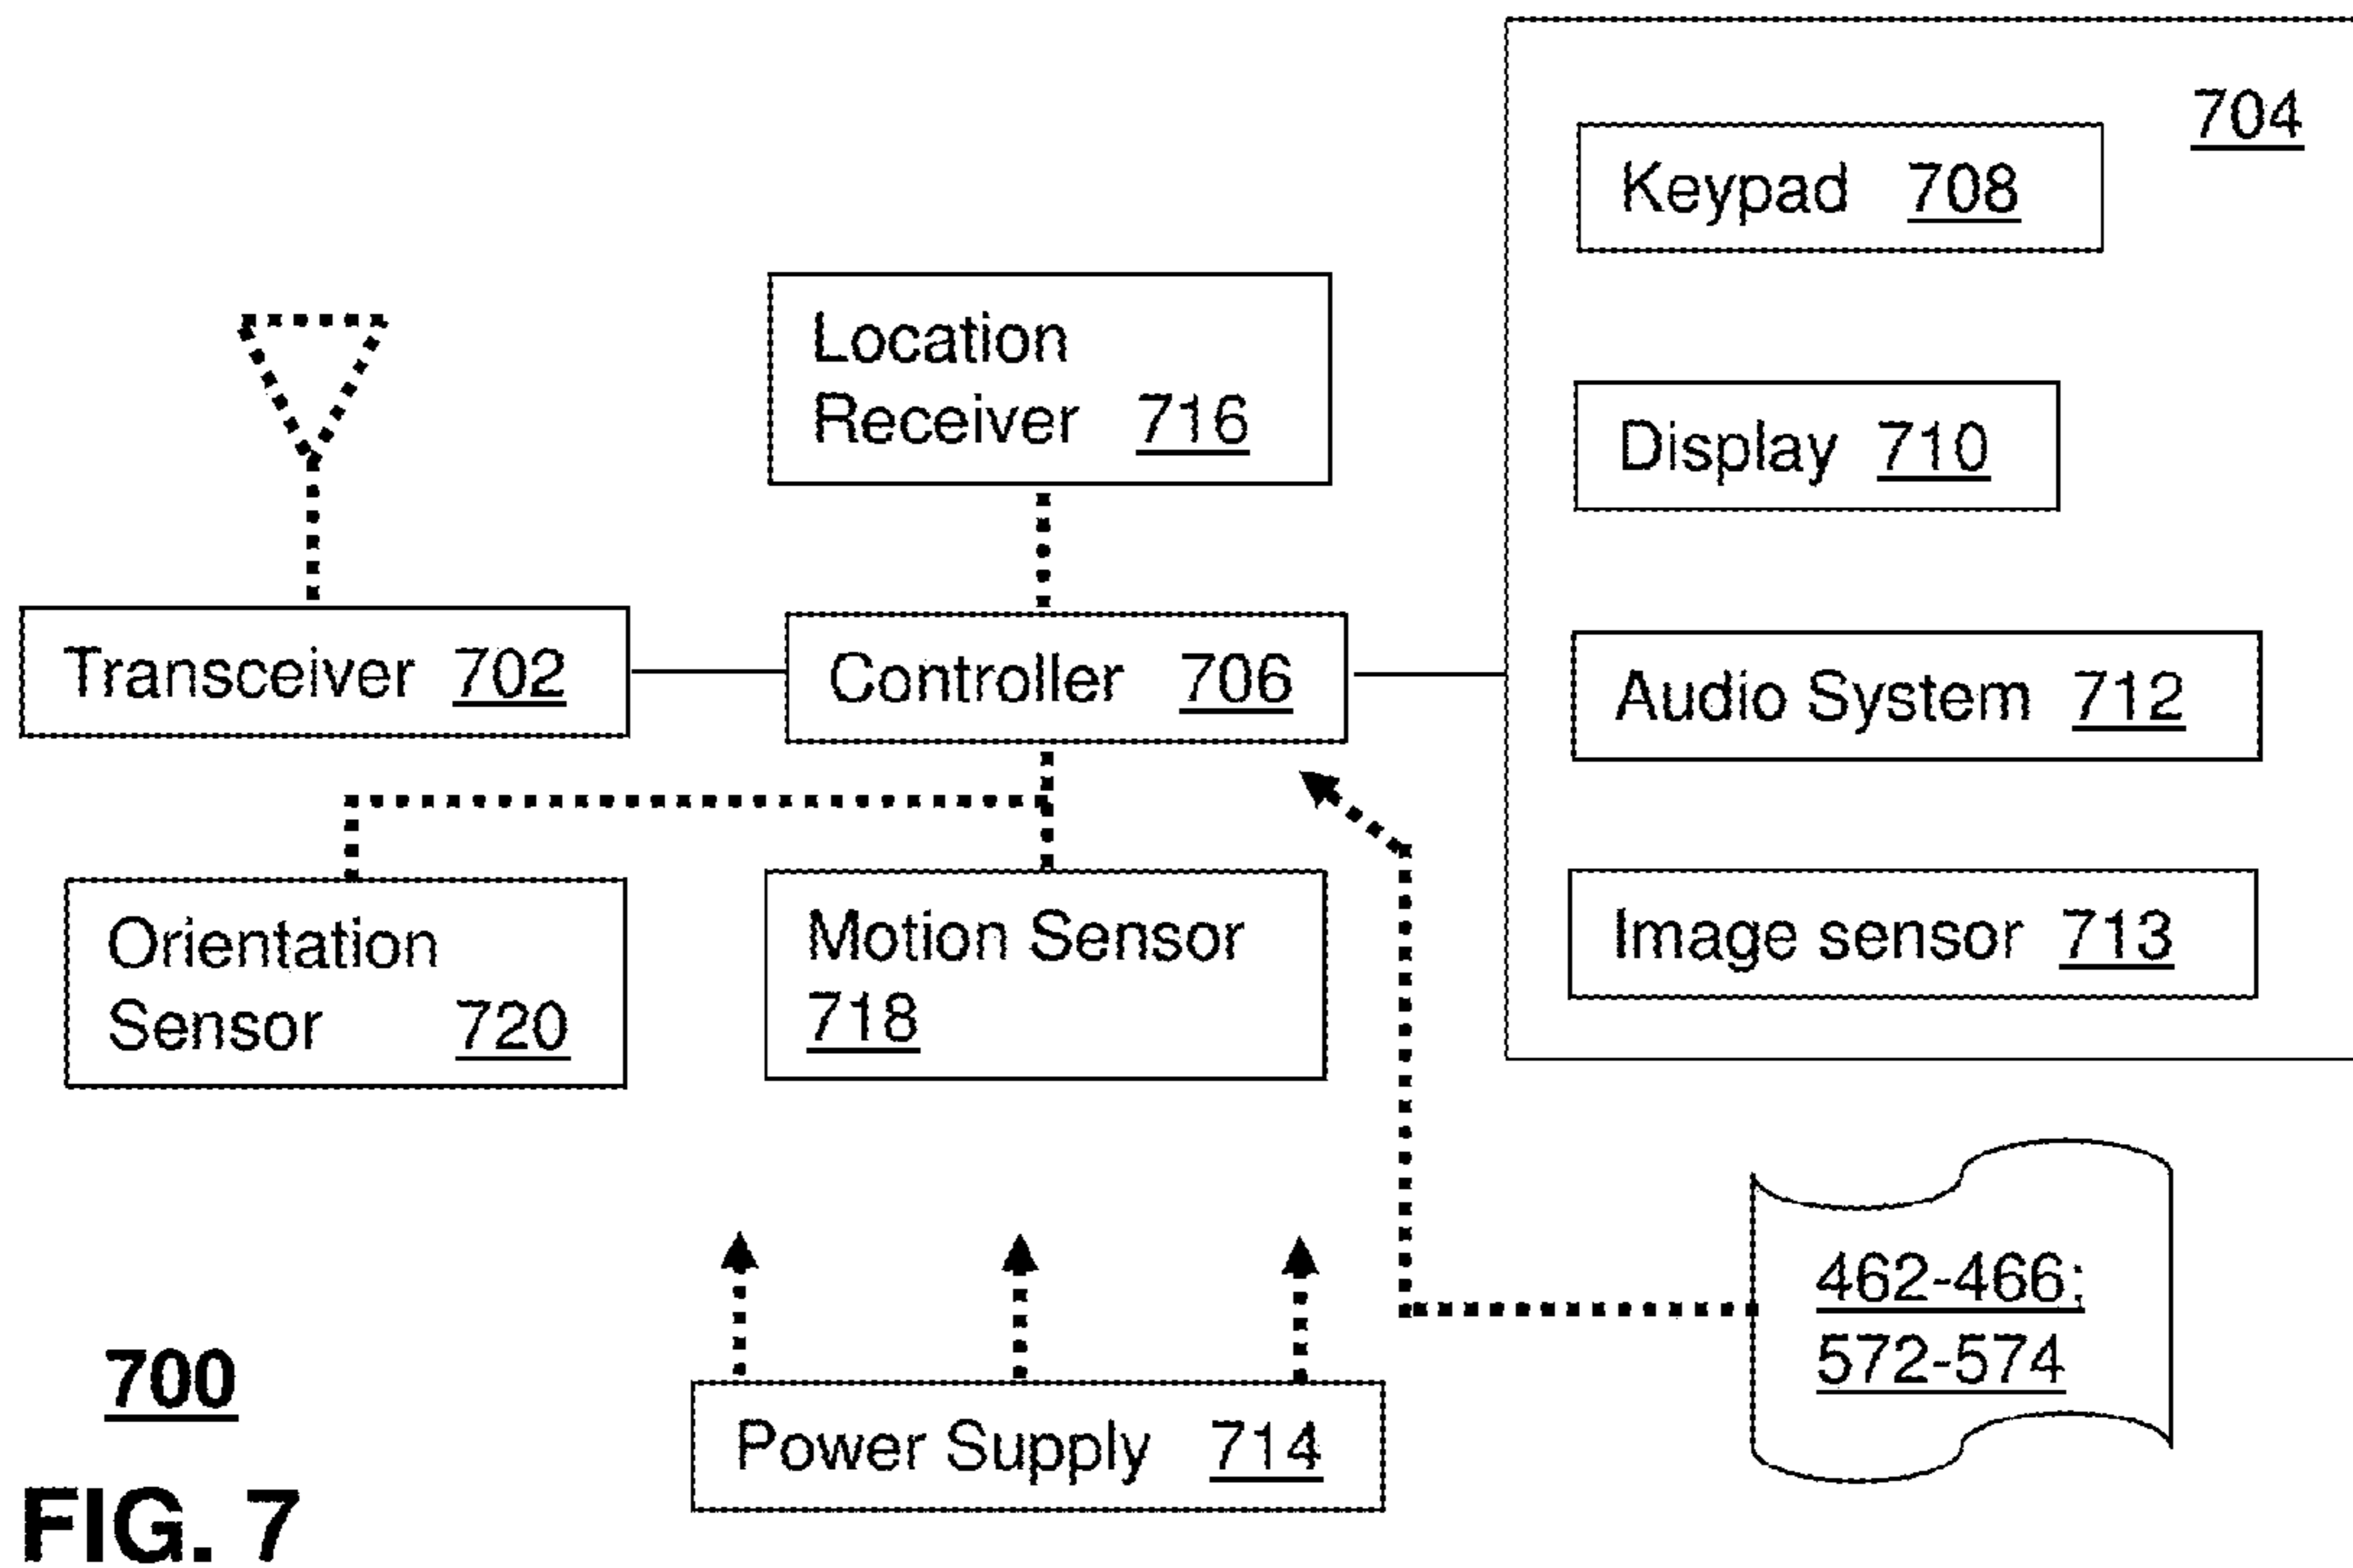 704
Keypad 708
Location
Receiver 716
Display 710
Transceiver 702
Controller 706
Audio System 712
Orientation
Sensor 720
Motion Sensor
718
Image sensor 713
462-466;
572-574
700
Power Supply 714
FIG. 7